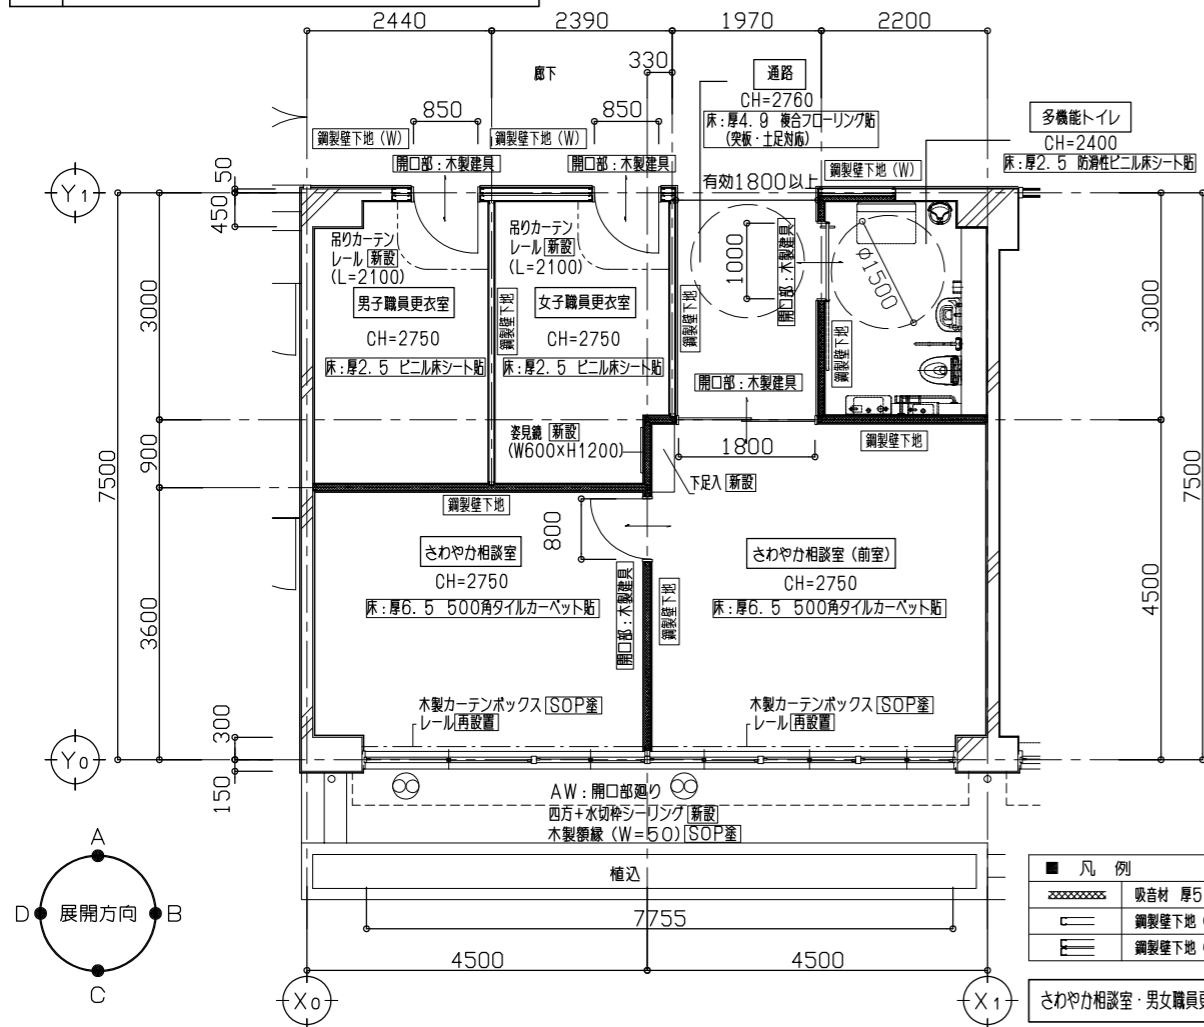 2440
2390
1970
2200
330
廊下
通路
CH=2760
床:厚4.9 複合フローリング貼
(突板・土足対応)
850
850
鋼製壁下地 (W)
鋼製壁下地 (W)
開口部:木製建具
開口部:木製建具
多機能トイレ
CH=2400
床:厚2.5 防滑性ビニル床シート貼
鋼製壁下地 (W)
有効1800以上
Y1
50
450
吊りカーテン
レール 新設
(L=2100)
男子職員更衣室
CH=2750
床:厚2.5 ビニル床シート貼
鋼製壁下地
吊りカーテン
レール 新設
(L=2100)
女子職員更衣室
CH=2750
床:厚2.5 ビニル床シート貼
鋼製壁下地
1000
開口部:木製建具
φ1500
鋼製壁下地
開口部:木製建具
1800
鋼製壁下地
姿見鏡 新設
(W600×H1200)
下足入 新設
3000
900
7500
3600
300
150
3000
4500
7500
鋼製壁下地
800
さわやか相談室
CH=2750
床:厚6.5 500角タイルカーペット貼
開口部:木製建具
鋼製壁下地
さわやか相談室 (前室)
CH=2750
床:厚6.5 500角タイルカーペット貼
木製カーテンボックス SOP塗
レール 再設置
木製カーテンボックス SOP塗
レール 再設置
Y0
AW:開口部廻り
四方+水切枠シーリング 新設
木製額縁 (W=50) SOP塗
植込
7755
4500
4500
X0
X1
A
D 展開方向 B
C
■ 凡 例
吸音材 厚5
鋼製壁下地
鋼製壁下地
さわやか相談室・男女職員更